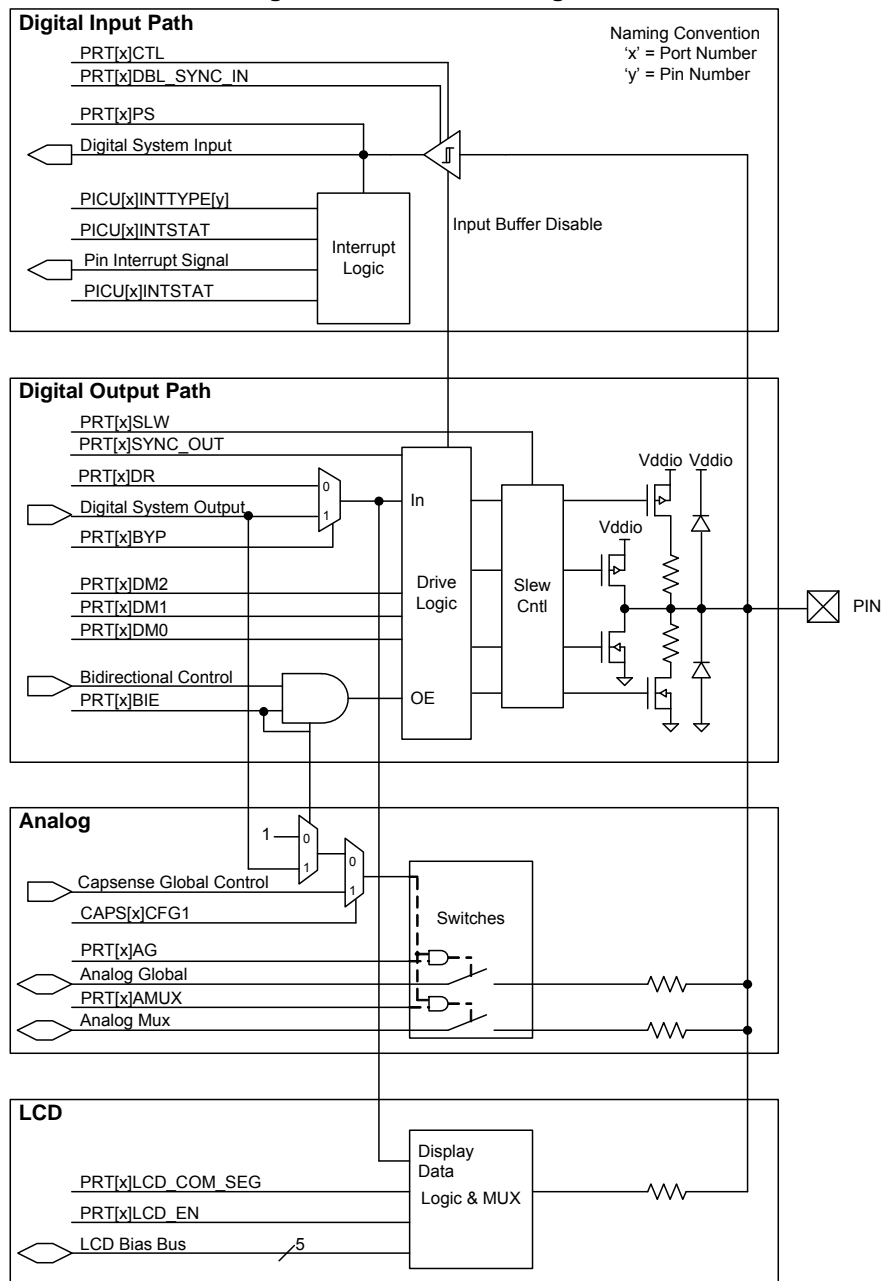 Digital Input Path
Naming Convention
'x' = Port Number
'y' = Pin Number
PRT[x]CTL
PRT[x]DBL_SYNC_IN
PRT[x]PS
Digital System Input
PICU[x]INTTYPE[y]
PICU[x]INTSTAT
Pin Interrupt Signal
PICU[x]INTSTAT
Interrupt
Logic
Input Buffer Disable
Digital Output Path
PRT[x]SLW
PRT[x]SYNC_OUT
PRT[x]DR
Digital System Output
PRT[x]BYP
0
1
PRT[x]DM2
PRT[x]DM1
PRT[x]DM0
Bidirectional Control
PRT[x]BIE
In
Drive
Logic
OE
Slew
Cntl
Vddio
Vddio
Vddio
PIN
Analog
1
0
1
0
1
Capsense Global Control
CAPS[x]CFG1
Switches
PRT[x]AG
Analog Global
PRT[x]AMUX
Analog Mux
LCD
Display
Data
Logic & MUX
PRT[x]LCD_COM_SEG
PRT[x]LCD_EN
LCD Bias Bus
5